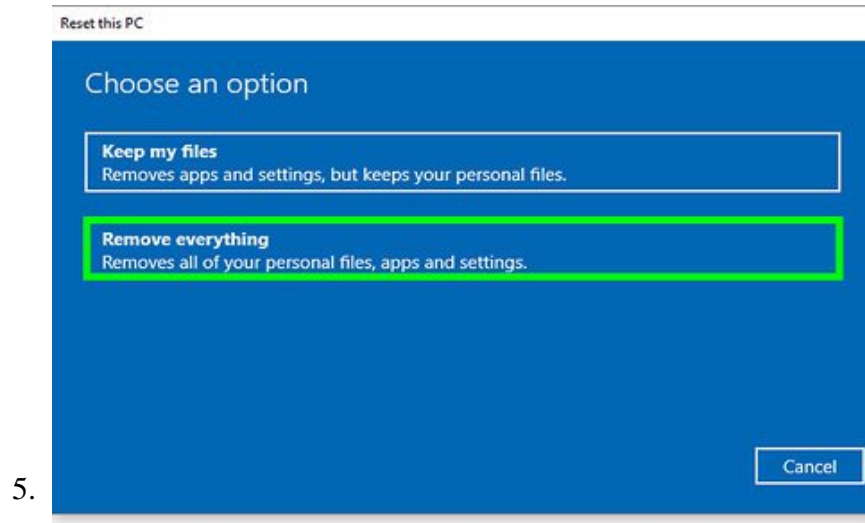 Reset this PC
Choose an option
Keep my files
Removes apps and settings, but keeps your personal files.
Remove everything
Removes all of your personal files, apps and settings.
Cancel
5.